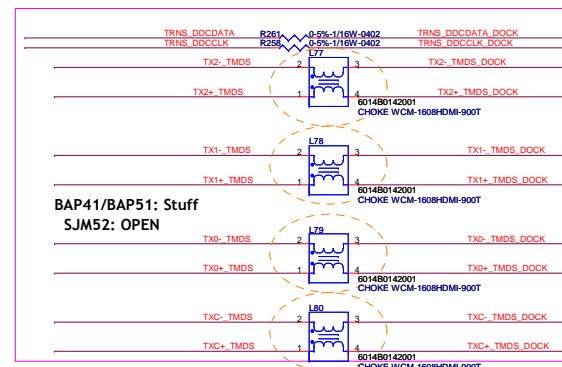 TRNS_DDCDATA R261 0-5%-1/16W-0402 TRNS_DDCDATA_DOCK
TRNS_DDCCLK R258 0-5%-1/16W-0402 TRNS_DDCCLK_DOCK
L77
TX2-_TMDS 2 3 TX2-_TMDS_DOCK
TX2+_TMDS 1 4 TX2+_TMDS_DOCK
6014B0142001
CHOKE WCM-1608HDMI-900T
L78
TX1-_TMDS 2 3 TX1-_TMDS_DOCK
TX1+_TMDS 1 4 TX1+_TMDS_DOCK
6014B0142001
CHOKE WCM-1608HDMI-900T
BAP41/BAP51: Stuff
SJM52: OPEN
L79
TX0-_TMDS 2 3 TX0-_TMDS_DOCK
TX0+_TMDS 1 4 TX0+_TMDS_DOCK
6014B0142001
CHOKE WCM-1608HDMI-900T
L80
TXC-_TMDS 2 3 TXC-_TMDS_DOCK
TXC+_TMDS 1 4 TXC+_TMDS_DOCK
6014B0142001
CHOKE WCM-1608HDMI-900T